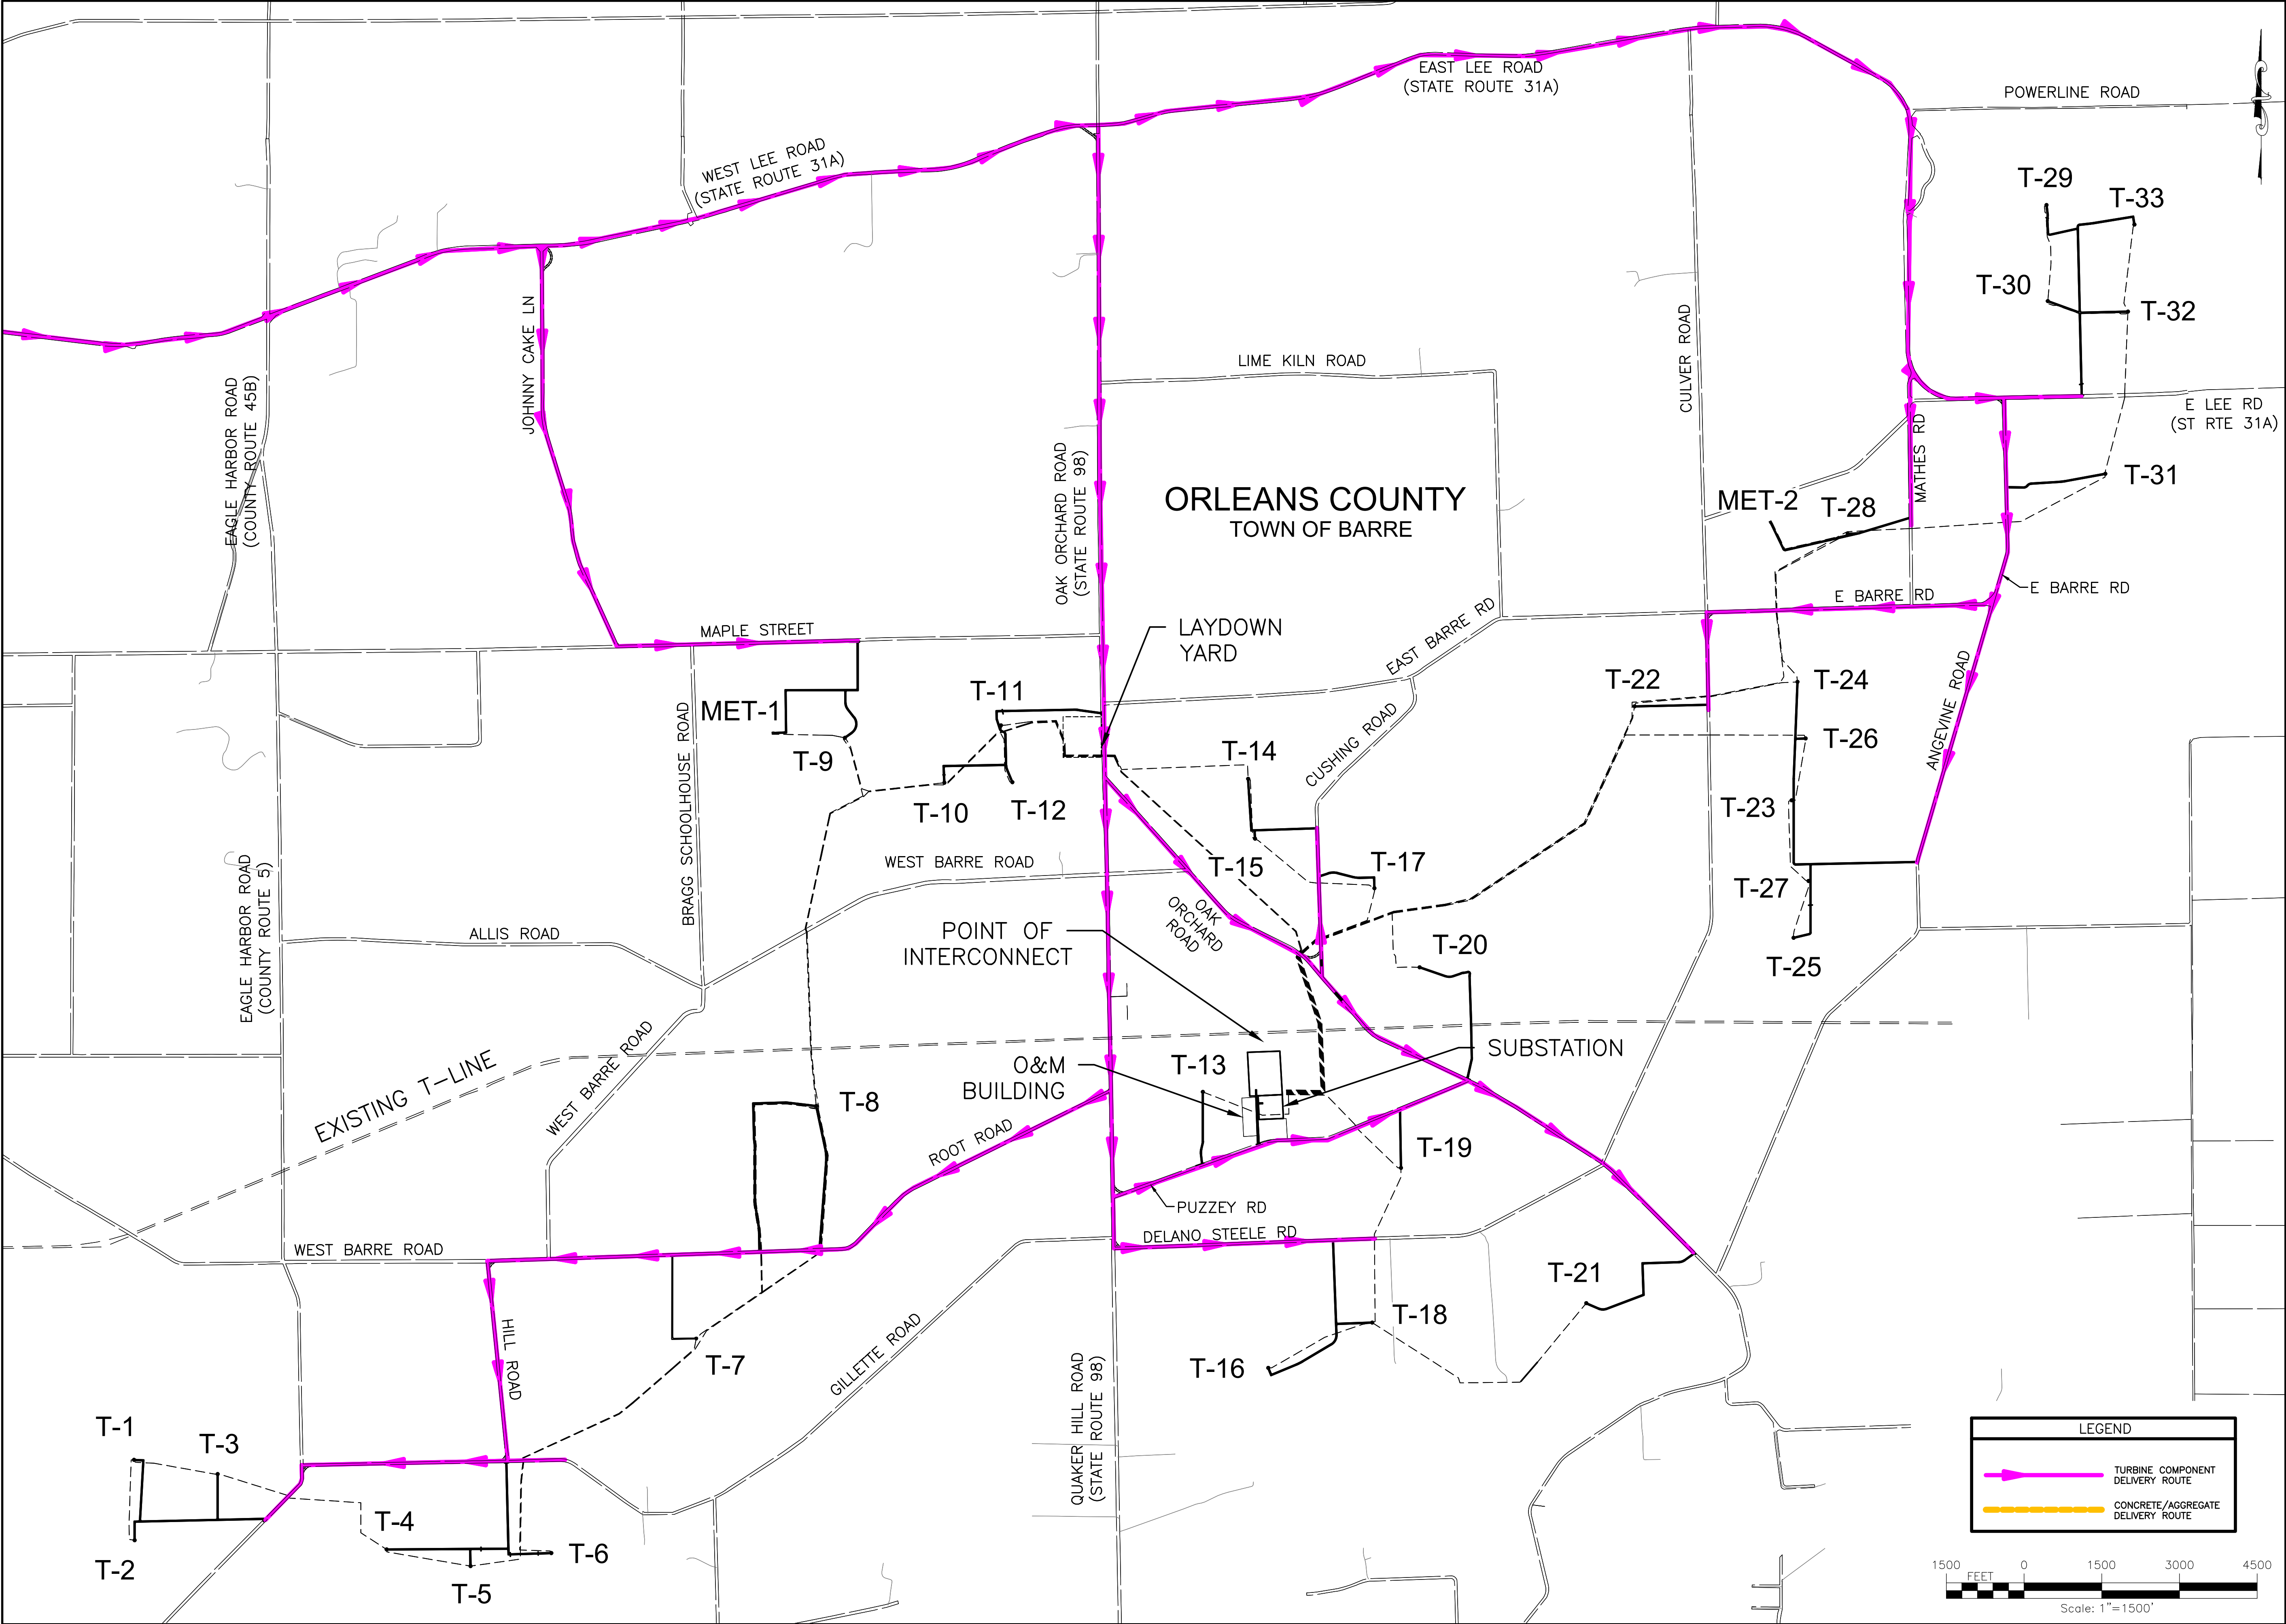 EAST LEE ROAD
(STATE ROUTE 31A)
POWERLINE ROAD
WEST LEE ROAD
(STATE ROUTE 31A)
T-29
T-33
T-30
T-32
JOHNNY CAKE LN
LIME KILN ROAD
CULVER ROAD
EAGLE HARBOR ROAD
(COUNTY ROUTE 45B)
E LEE RD
(ST RTE 31A)
MATHES RD
OAK ORCHARD ROAD
(STATE ROUTE 98)
ORLEANS COUNTY
TOWN OF BARRE
T-31
MET-2
T-28
E BARRE RD
E BARRE RD
MAPLE STREET
LAYDOWN
YARD
EAST BARRE RD
T-11
MET-1
T-22
T-24
BRAGG SCHOOLHOUSE ROAD
T-9
T-14
CUSHING ROAD
T-26
ANGEVINE ROAD
T-10
T-12
T-23
WEST BARRE ROAD
T-15
T-17
T-27
EAGLE HARBOR ROAD
(COUNTY ROUTE 5)
ALLIS ROAD
OAK
ORCHARD
ROAD
POINT OF
INTERCONNECT
T-20
T-25
WEST BARRE ROAD
EXISTING T-LINE
O&M
BUILDING
T-13
SUBSTATION
T-8
ROOT ROAD
T-19
PUZZEY RD
WEST BARRE ROAD
DELANO STEELE RD
T-21
HILL ROAD
T-7
GILLETTE ROAD
T-18
T-16
QUAKER HILL ROAD
(STATE ROUTE 98)
T-1
T-3
T-4
T-2
T-5
T-6
LEGEND
TURBINE COMPONENT
DELIVERY ROUTE
CONCRETE/AGGREGATE
DELIVERY ROUTE
1500 0 1500 3000 4500
FEET
Scale: 1"=1500'